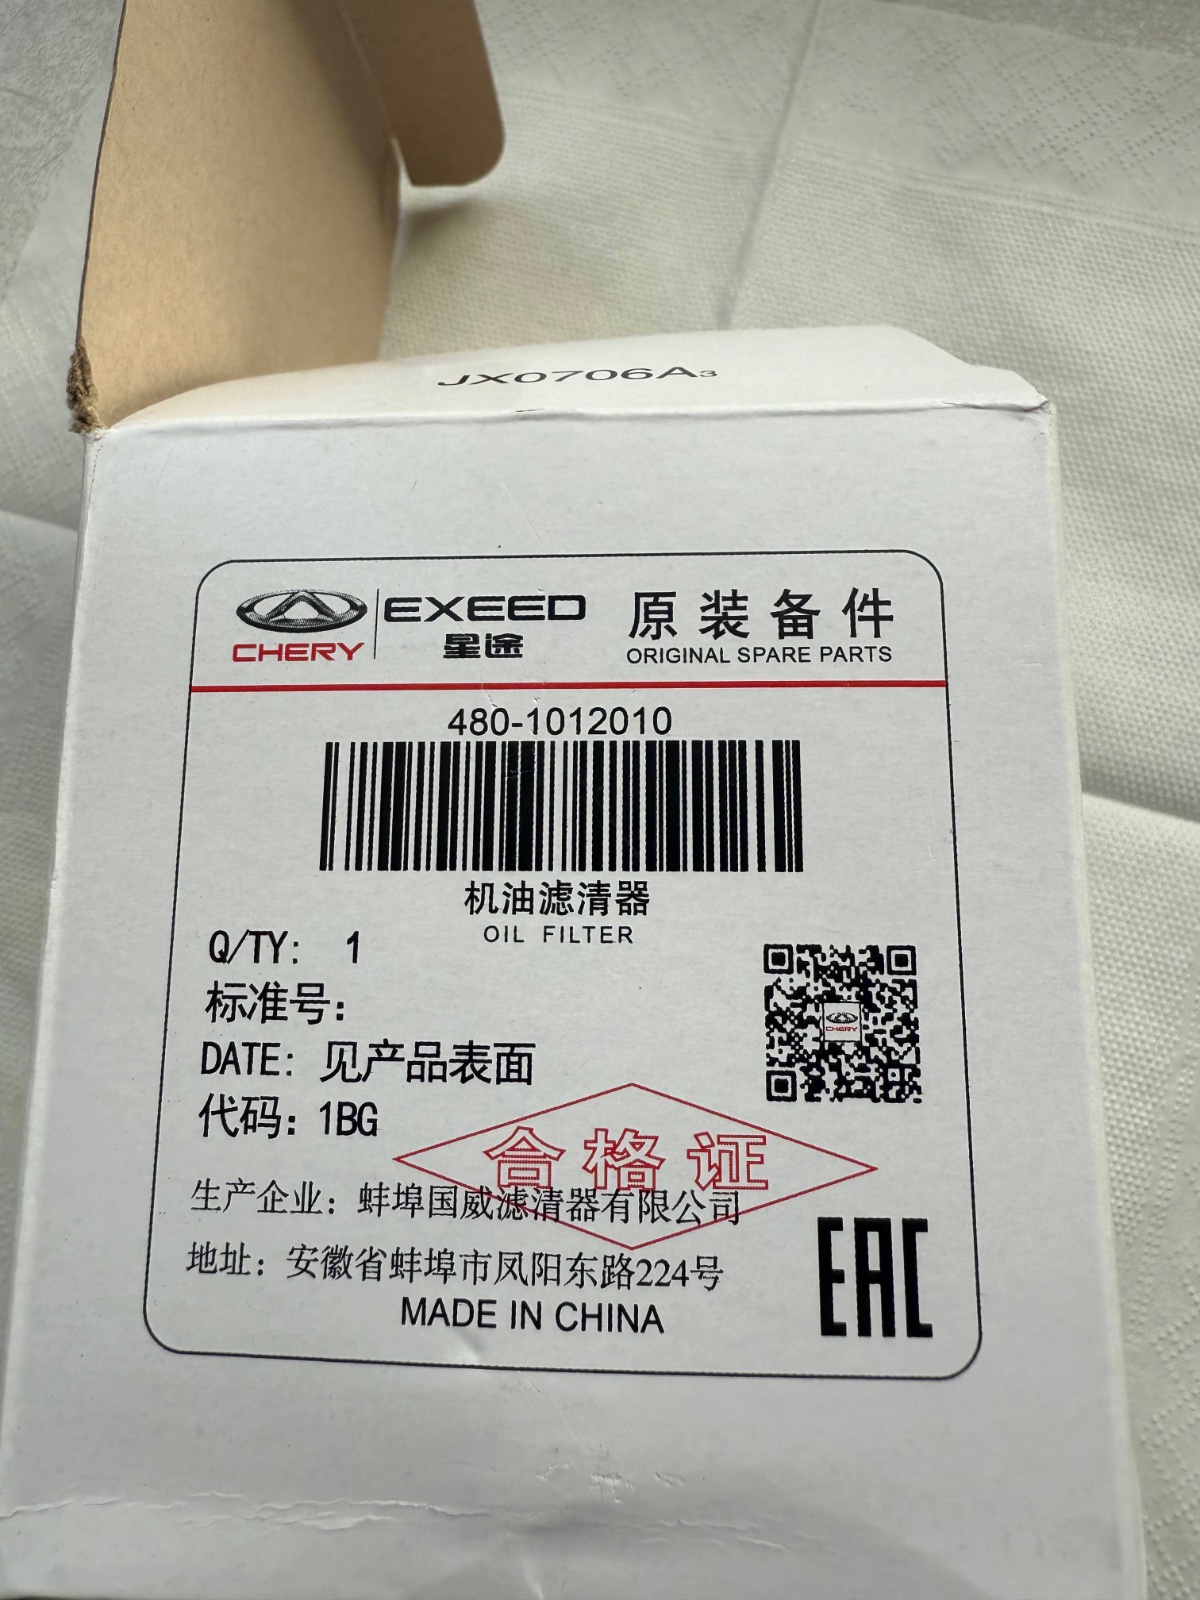 JX0706A3
CHERY
EXEED
星途
原装备件
ORIGINAL SPARE PARTS
480-1012010
机油滤清器
OIL FILTER
Q/TY: 1
标准号:
DATE: 见产品表面
代码: 1BG
CHERY
合格证
生产企业: 蚌埠国威滤清器有限公司
地址: 安徽省蚌埠市凤阳东路224号
MADE IN CHINA
EAC